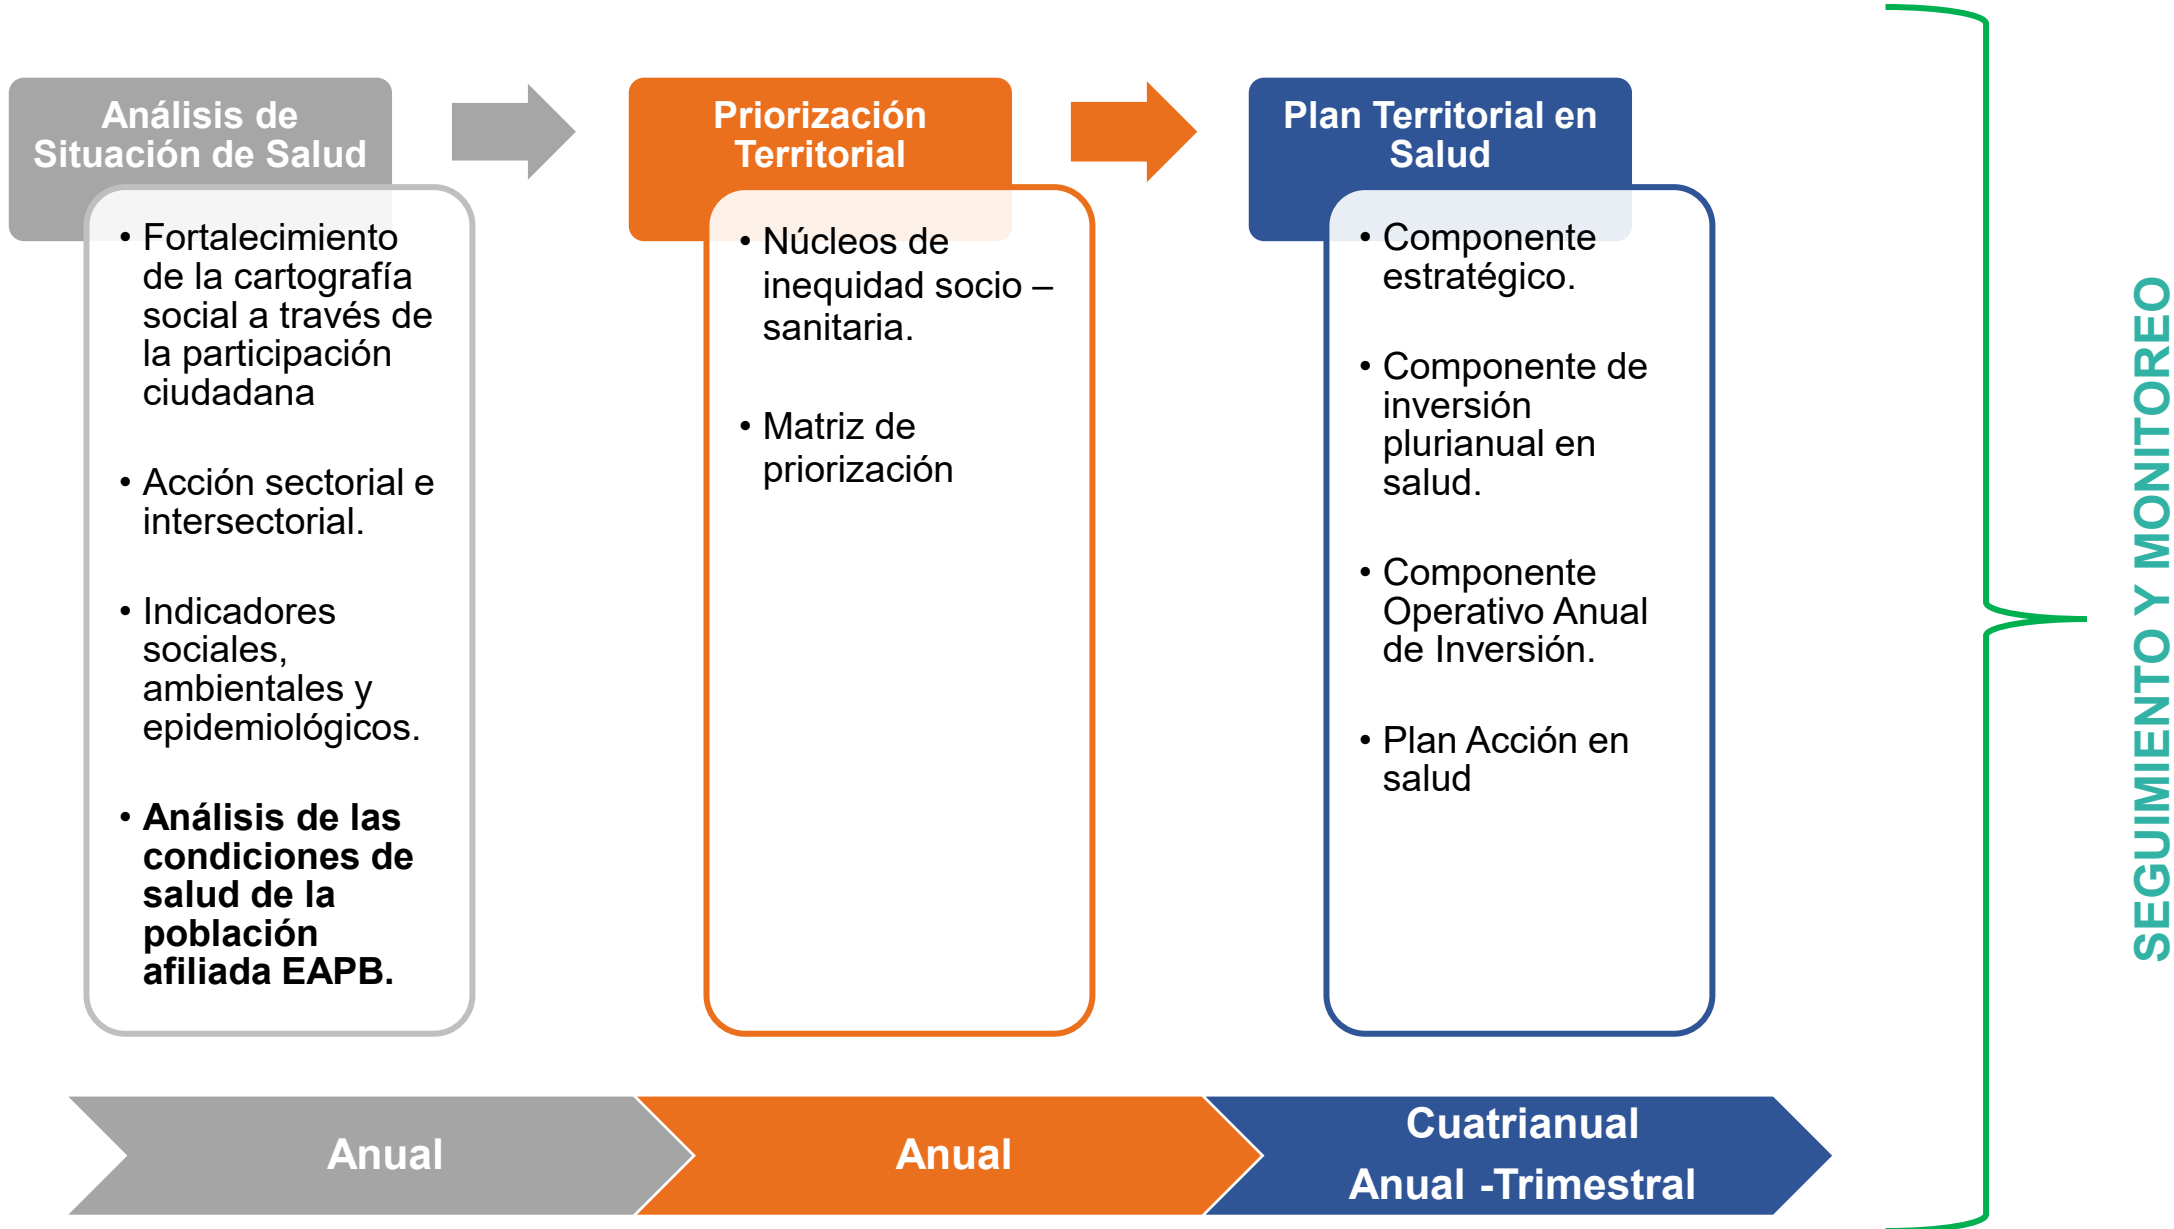 Análisis de
Situación de Salud
• Fortalecimiento
de la cartografía
social a través de
la participación
ciudadana
• Acción sectorial e
intersectorial.
• Indicadores
sociales,
ambientales y
epidemiológicos.
• Análisis de las
condiciones de
salud de la
población
afiliada EAPB.
Priorización
Territorial
• Núcleos de
inequidad socio –
sanitaria.
• Matriz de
priorización
Plan Territorial en
Salud
• Componente
estratégico.
• Componente de
inversión
plurianual en
salud.
• Componente
Operativo Anual
de Inversión.
• Plan Acción en
salud
Anual
Anual
Cuatrianual
Anual -Trimestral
SEGUIMIENTO Y MONITOREO